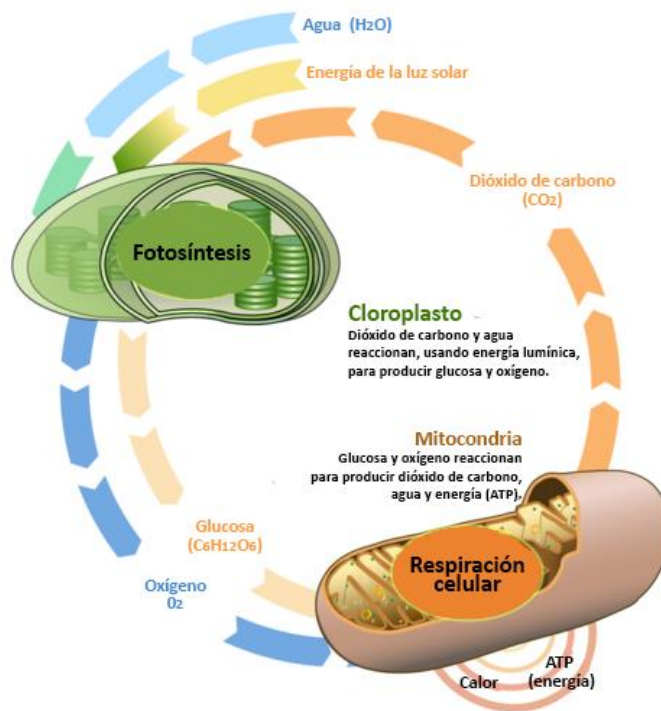 Agua (H2O)
Energía de la luz solar
Dióxido de carbono
(CO2)
Fotosíntesis
Cloroplasto
Dióxido de carbono y agua
reaccionan, usando energía lumínica,
para producir glucosa y oxígeno.
Mitocondria
Glucosa y oxígeno reaccionan
para producir dióxido de carbono,
agua y energía (ATP).
Glucosa
(C6H12O6)
Oxígeno
O2
Respiración
celular
Calor
ATP
(energía)